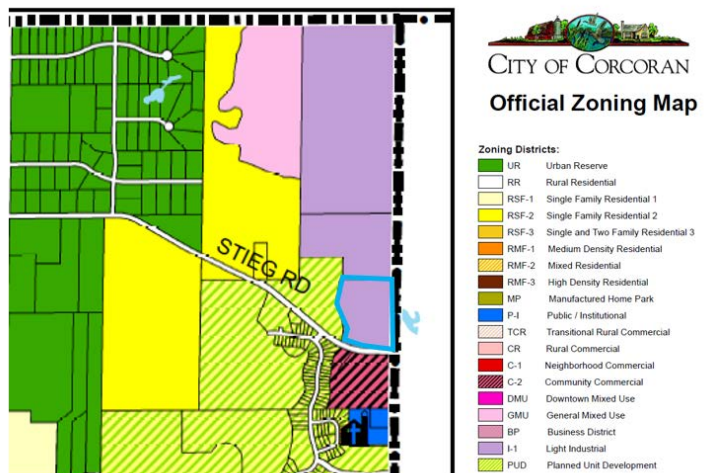 CITY OF CORCORAN
Official Zoning Map
STIEG RD
Zoning Districts:
UR Urban Reserve
RR Rural Residential
RSF-1 Single Family Residential 1
RSF-2 Single Family Residential 2
RSF-3 Single and Two Family Residential 3
RMF-1 Medium Density Residential
RMF-2 Mixed Residential
RMF-3 High Density Residential
MP Manufactured Home Park
P-I Public / Institutional
TCR Transitional Rural Commercial
CR Rural Commercial
C-1 Neighborhood Commercial
C-2 Community Commercial
DMU Downtown Mixed Use
GMU General Mixed Use
BP Business District
I-1 Light Industrial
PUD Planned Unit Development